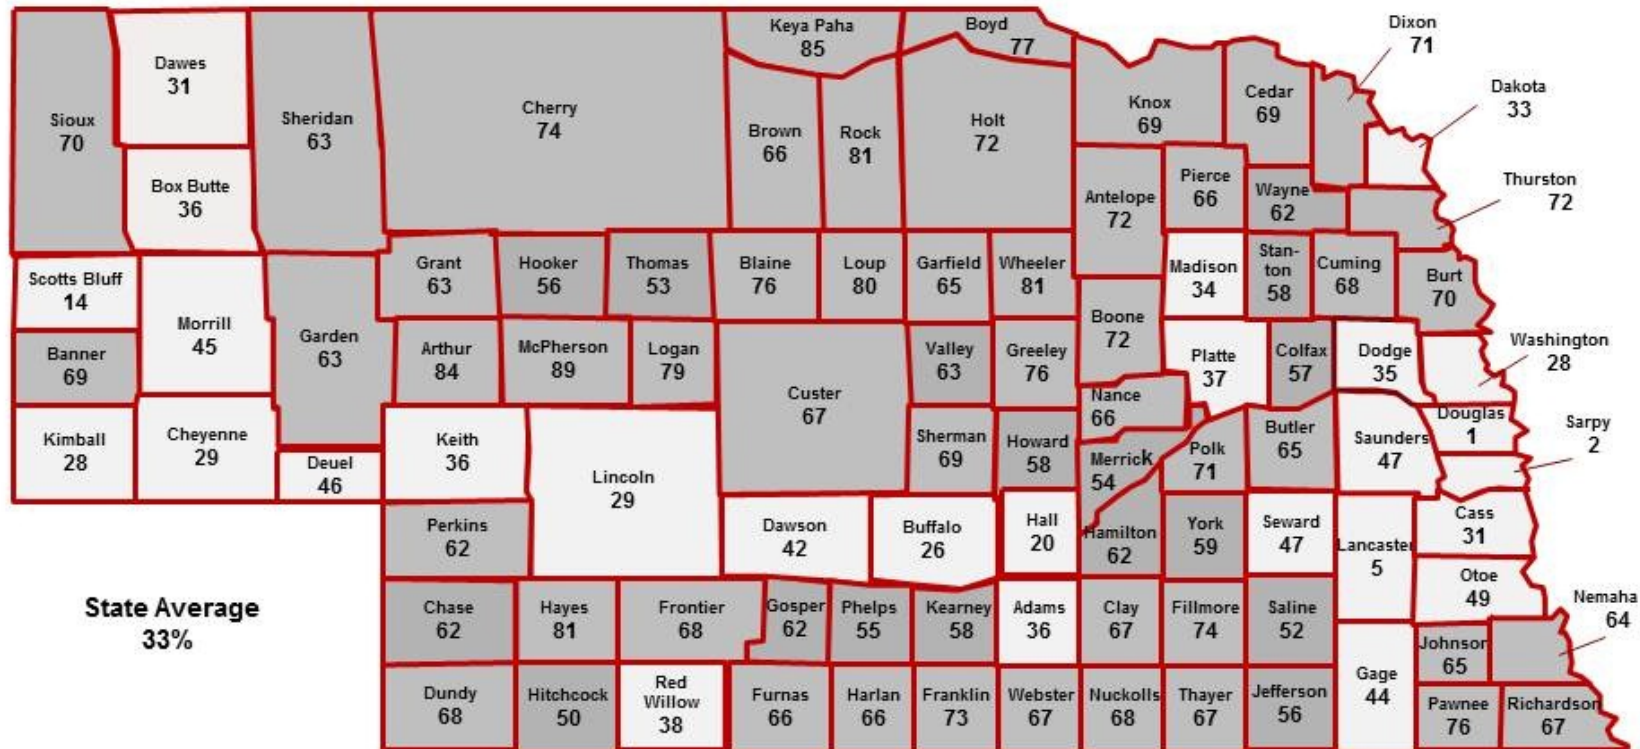 Keya Paha
85
Boyd
77
Dixon
71
Dawes
31
Sioux
70
Sheridan
63
Cherry
74
Brown
66
Rock
81
Holt
72
Knox
69
Cedar
69
Dakota
33
Box Butte
36
Antelope
72
Pierce
66
Wayne
62
Thurston
72
Scotts Bluff
14
Morrill
45
Garden
63
Grant
63
Hooker
56
Thomas
53
Blaine
76
Loup
80
Garfield
65
Wheeler
81
Madison
34
Stan-
ton
58
Cuming
68
Burt
70
Banner
69
Arthur
84
McPherson
89
Logan
79
Custer
67
Valley
63
Greeley
76
Boone
72
Platte
37
Colfax
57
Dodge
35
Washington
28
Nance
66
Kimball
28
Cheyenne
29
Deuel
46
Keith
36
Lincoln
29
Sherman
69
Howard
58
Merrick
54
Polk
71
Butler
65
Saunders
47
Douglas
1
Sarpy
2
Perkins
62
Dawson
42
Buffalo
26
Hall
20
Hamilton
62
York
59
Seward
47
Lancaster
5
Cass
31
Otoe
49
State Average
33%
Chase
62
Hayes
81
Frontier
68
Gosper
62
Phelps
55
Kearney
58
Adams
36
Clay
67
Fillmore
74
Saline
52
Nemaha
64
Johnson
65
Dundy
68
Hitchcock
50
Red
Willow
38
Furnas
66
Harlan
66
Franklin
73
Webster
67
Nuckolls
68
Thayer
67
Jefferson
56
Gage
44
Pawnee
76
Richardson
67